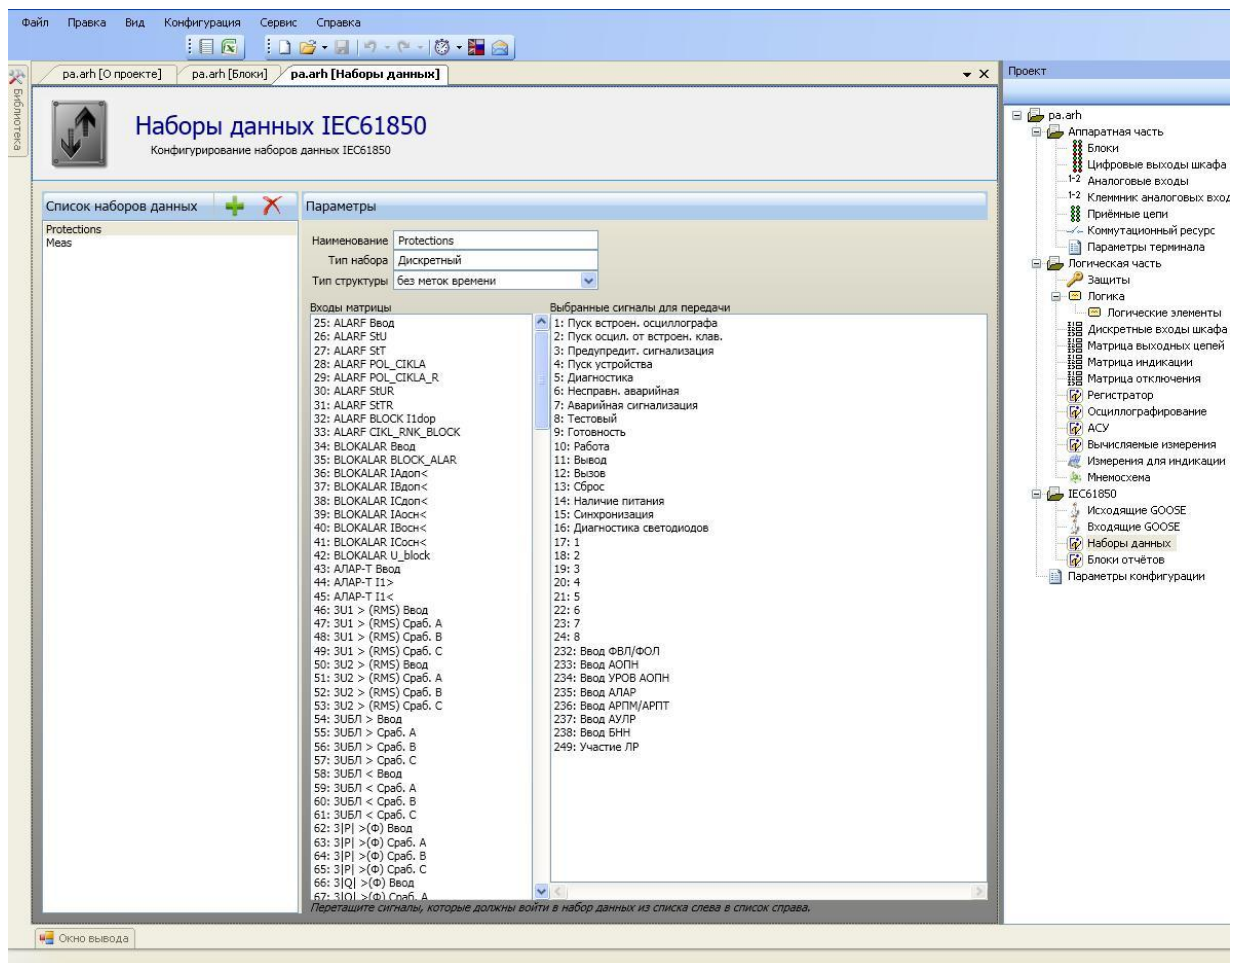 Файл Правка Вид Конфигурация Сервис Справка
Библиотека
pa.arh [О проекте] pa.arh [Блоки] pa.arh [Наборы данных]
Наборы данных IEC61850
Конфигурирование наборов данных IEC61850
Список наборов данных
Protections
Meas
Параметры
Наименование Protections
Тип набора Дискретный
Тип структуры без меток времени
Входы матрицы
25: ALARF Ввод
26: ALARF StU
27: ALARF StT
28: ALARF POL_CIKLA
29: ALARF POL_CIKLA_R
30: ALARF StUR
31: ALARF StTR
32: ALARF BLOCK I1dop
33: ALARF CIKL_RNK_BLOCK
34: BLOKALAR Ввод
35: BLOKALAR BLOCK_ALAR
36: BLOKALAR IAдоп<
37: BLOKALAR IBдоп<
38: BLOKALAR ICдоп<
39: BLOKALAR IAосн<
40: BLOKALAR IBосн<
41: BLOKALAR ICосн<
42: BLOKALAR U_block
43: АЛАР-Т Ввод
44: АЛАР-Т I1>
45: АЛАР-Т I1<
46: 3U1 > (RMS) Ввод
47: 3U1 > (RMS) Сраб. A
48: 3U1 > (RMS) Сраб. B
49: 3U1 > (RMS) Сраб. C
50: 3U2 > (RMS) Ввод
51: 3U2 > (RMS) Сраб. A
52: 3U2 > (RMS) Сраб. B
53: 3U2 > (RMS) Сраб. C
54: 3UБЛ > Ввод
55: 3UБЛ > Сраб. A
56: 3UБЛ > Сраб. B
57: 3UБЛ > Сраб. C
58: 3UБЛ < Ввод
59: 3UБЛ < Сраб. A
60: 3UБЛ < Сраб. B
61: 3UБЛ < Сраб. C
62: 3|P| >(Ф) Ввод
63: 3|P| >(Ф) Сраб. A
64: 3|P| >(Ф) Сраб. B
65: 3|P| >(Ф) Сраб. C
66: 3|Q| >(Ф) Ввод
67: 3|Q| >(Ф) Сраб. A
Выбранные сигналы для передачи
1: Пуск встроен. осциллографа
2: Пуск осцил. от встроен. клав.
3: Предупредит. сигнализация
4: Пуск устройства
5: Диагностика
6: Несправн. аварийная
7: Аварийная сигнализация
8: Тестовый
9: Готовность
10: Работа
11: Вывод
12: Вызов
13: Сброс
14: Наличие питания
15: Синхронизация
16: Диагностика светодиодов
17: 1
18: 2
19: 3
20: 4
21: 5
22: 6
23: 7
24: 8
232: Ввод ФВЛ/ФОЛ
233: Ввод АОПН
234: Ввод УРОВ АОПН
235: Ввод АЛАР
236: Ввод АРПМ/АРПТ
237: Ввод АУЛР
238: Ввод БНН
249: Участие ЛР
Перетащите сигналы, которые должны войти в набор данных из списка слева в список справа.
Окно вывода
Проект
pa.arh
Аппаратная часть
Блоки
Цифровые выходы шкафа
1-2 Аналоговые входы
1-2 Клеммник аналоговых вход
Приёмные цепи
Коммутационный ресурс
Параметры терминала
Логическая часть
Защиты
Логика
Логические элементы
Дискретные входы шкафа
Матрица выходных цепей
Матрица индикации
Матрица отключения
Регистратор
Осциллографирование
АСУ
Вычисляемые измерения
Измерения для индикации
Мнемосхема
IEC61850
Исходящие GOOSE
Входящие GOOSE
Наборы данных
Блоки отчётов
Параметры конфигурации